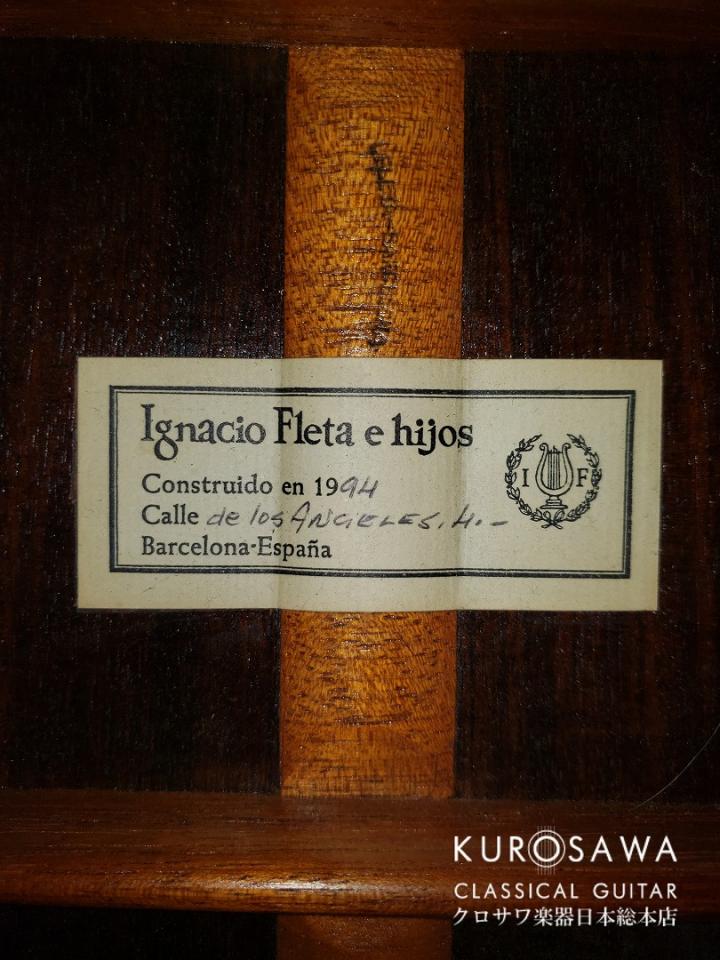 Ignacio Fleta e hijos
Construido en 1994
Calle de los ANGELES, 4.-
Barcelona-España
I F
KUROSAWA
CLASSICAL GUITAR
クロサワ楽器日本総本店